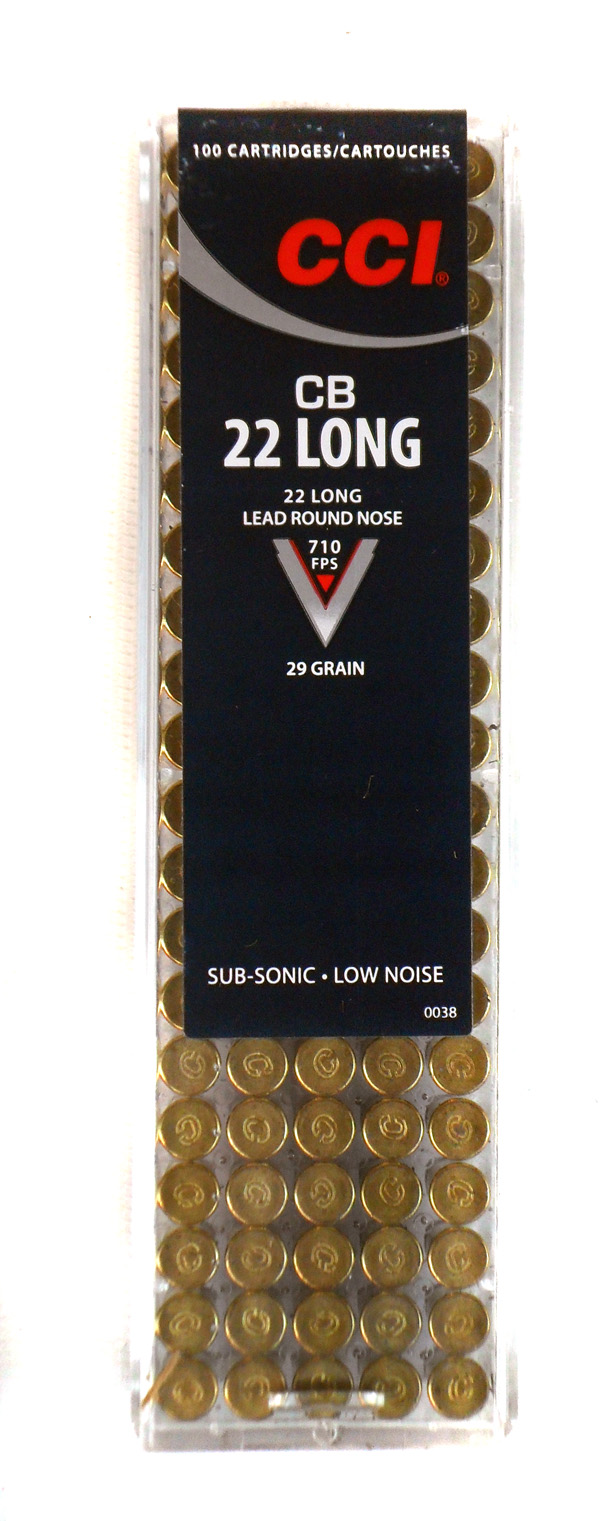 100 CARTRIDGES/CARTOUCHES
CCI®
CB
22 LONG
22 LONG
LEAD ROUND NOSE
710
FPS
29 GRAIN
SUB-SONIC • LOW NOISE
0038